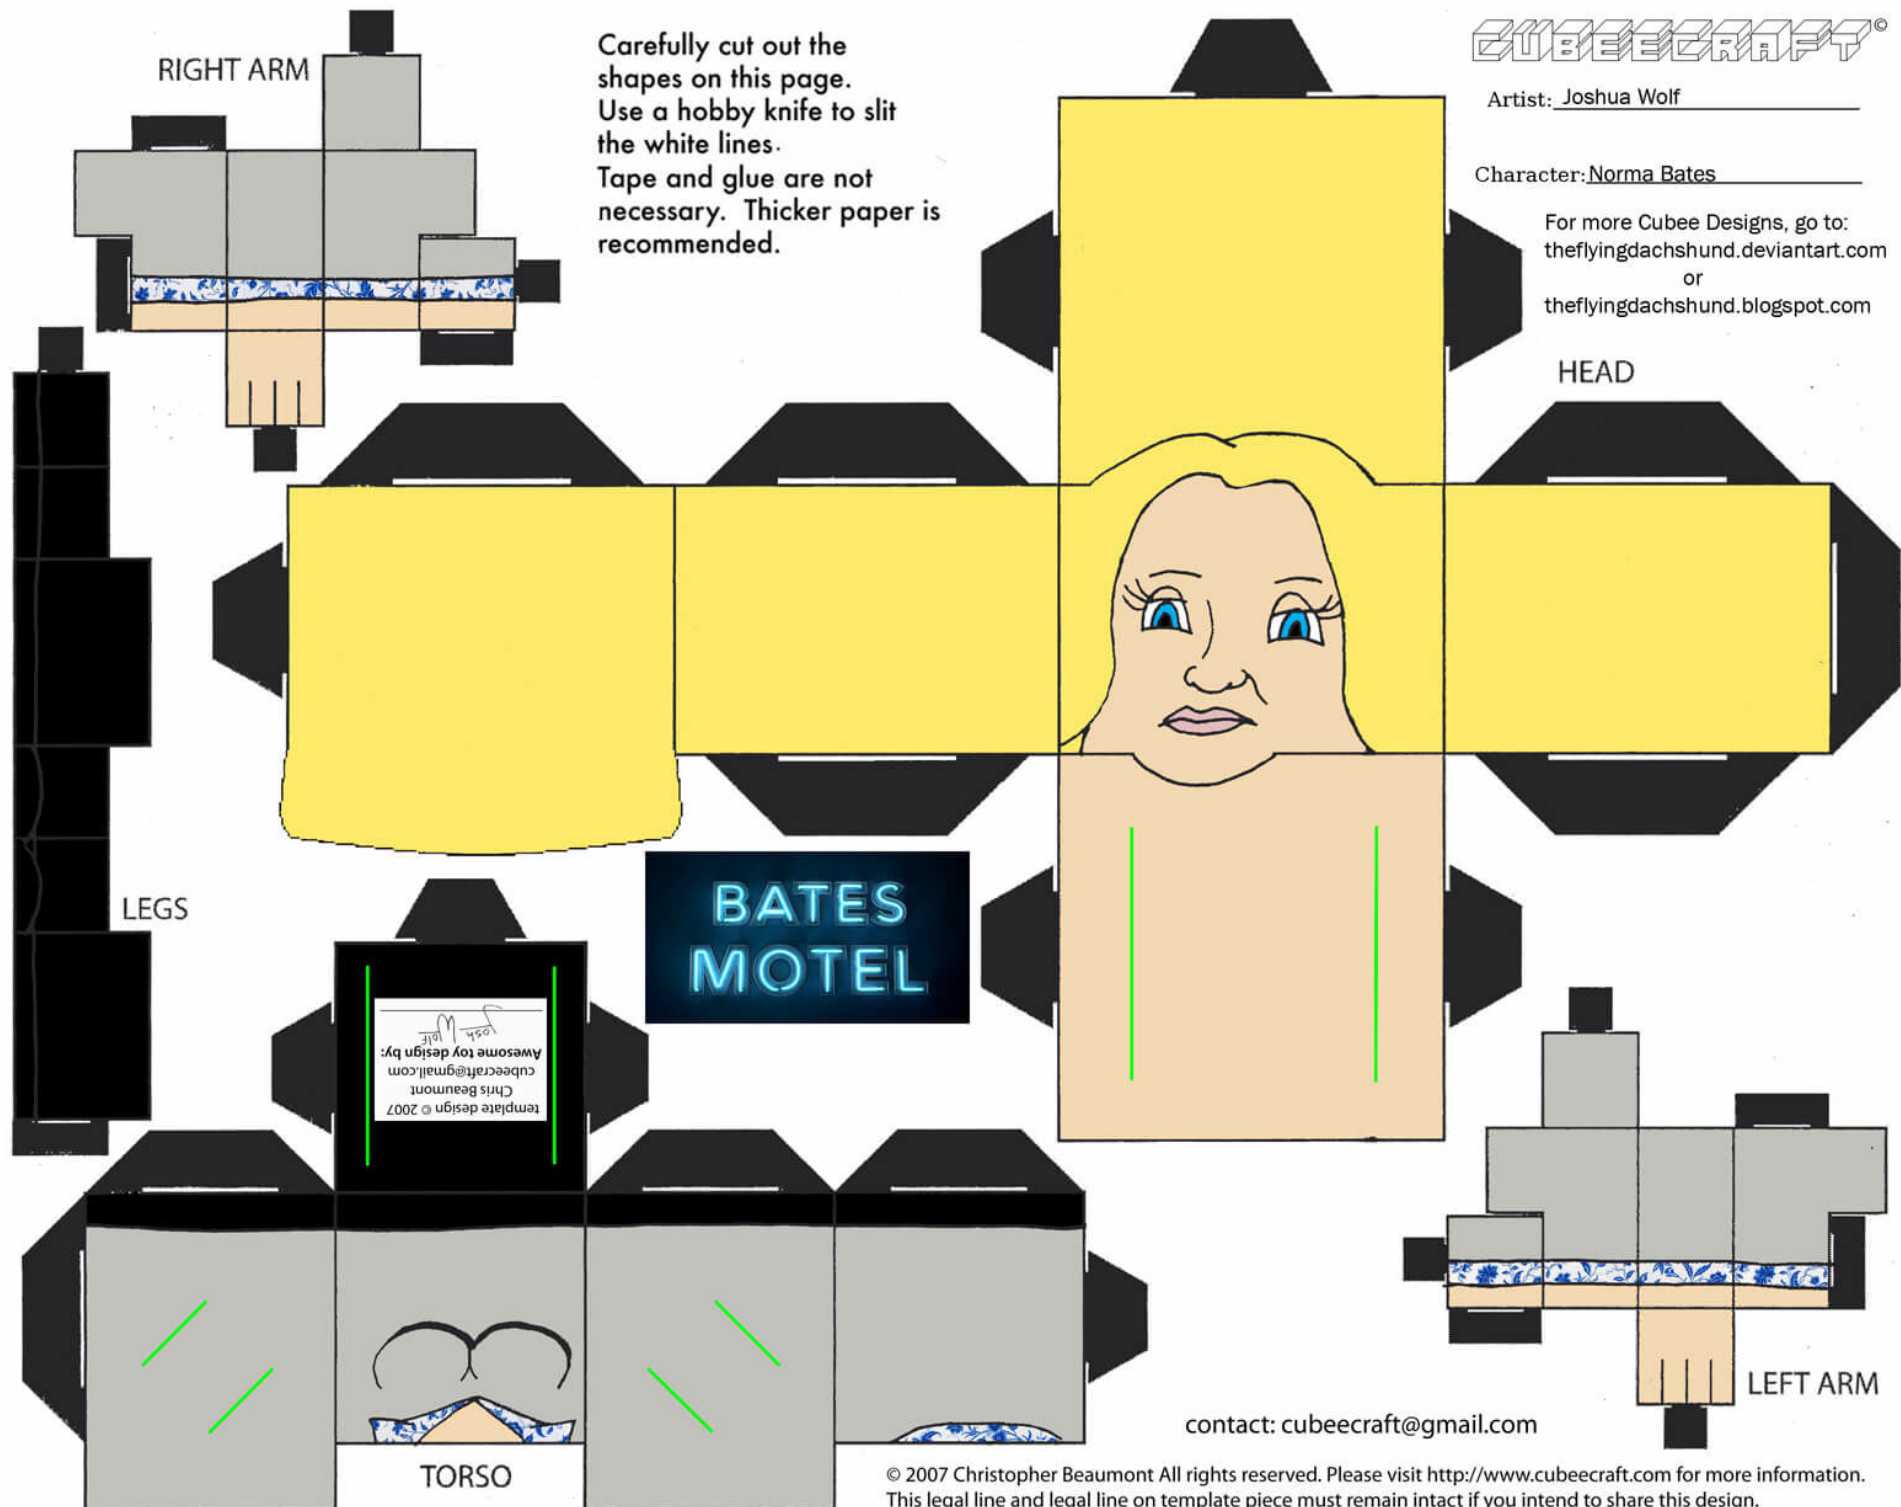 RIGHT ARM
Carefully cut out the
shapes on this page.
Use a hobby knife to slit
the white lines.
Tape and glue are not
necessary. Thicker paper is
recommended.
CUBEECRAFT©
Artist: Joshua Wolf
Character: Norma Bates
For more Cubee Designs, go to:
theflyingdachshund.deviantart.com
or
theflyingdachshund.blogspot.com
HEAD
LEGS
BATES
MOTEL
template design © 2007
Chris Beaumont
cubeecraft@gmail.com
Awesome toy design by:
Josh Wolf
LEFT ARM
TORSO
contact: cubeecraft@gmail.com
© 2007 Christopher Beaumont All rights reserved. Please visit http://www.cubeecraft.com for more information.
This legal line and legal line on template piece must remain intact if you intend to share this design.